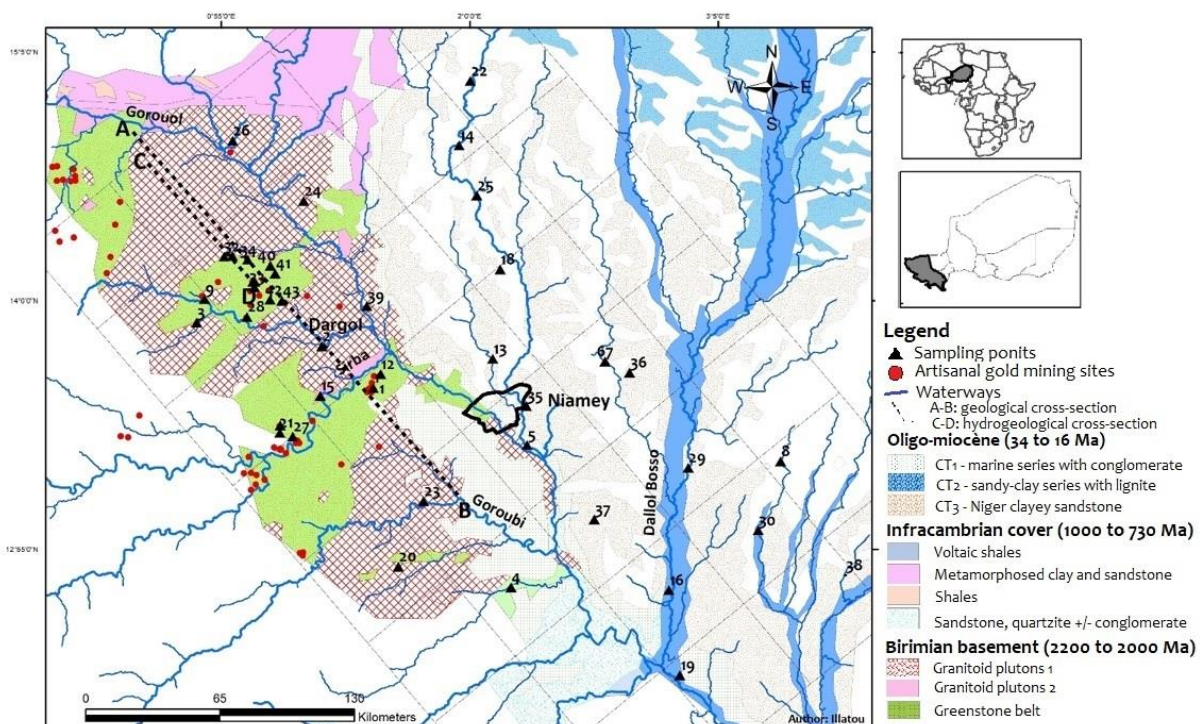 0°55'0"E
2°0'0"E
3°5'0"E
15°5'0"N
14°0'0"N
12°55'0"N
N
W
E
S
22
14
26
25
24
18
Gorouol
A
C
40
41
9
D
43
28
3
39
Dargol
13
67
36
12
1
15
35
Niamey
5
21
27
29
8
23
B
Goroubi
37
Dallol Bosso
30
20
4
16
38
19
0
65
130
Kilometers
Author: Illatou
Legend
Sampling ponits
Artisanal gold mining sites
Waterways
A-B: geological cross-section
C-D: hydrogeological cross-section
Oligo-miocène (34 to 16 Ma)
CT1 - marine series with conglomerate
CT2 - sandy-clay series with lignite
CT3 - Niger clayey sandstone
Infracambrian cover (1000 to 730 Ma)
Voltaic shales
Metamorphosed clay and sandstone
Shales
Sandstone, quartzite +/- conglomerate
Birimian basement (2200 to 2000 Ma)
Granitoid plutons 1
Granitoid plutons 2
Greenstone belt